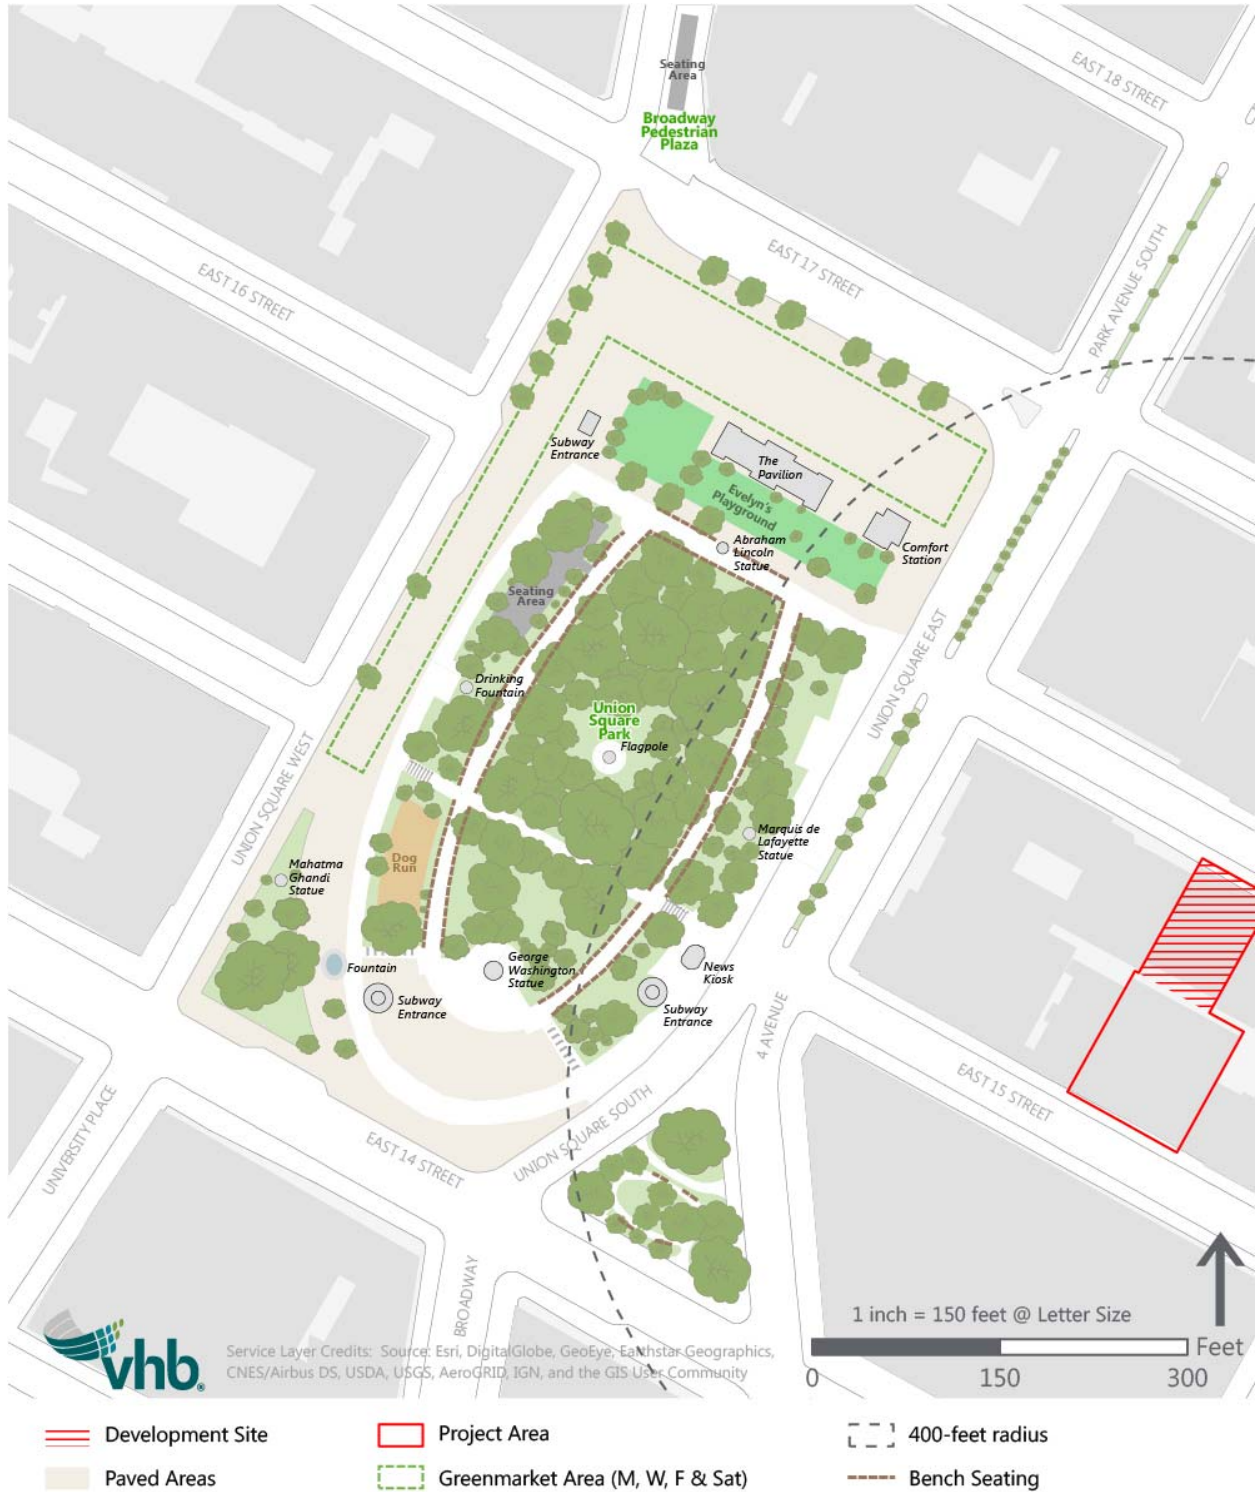 Seating
Area
EAST 18 STREET
Broadway
Pedestrian
Plaza
EAST 17 STREET
PARK AVENUE SOUTH
EAST 16 STREET
Subway
Entrance
The
Pavilion
Evelyn's
Playground
Abraham
Lincoln
Statue
Comfort
Station
Seating
Area
Drinking
Fountain
Union
Square
Park
Flagpole
UNION SQUARE EAST
UNION SQUARE WEST
Dog
Run
Mahatma
Ghandi
Statue
Marquis de
Lafayette
Statue
Fountain
George
Washington
Statue
News
Kiosk
Subway
Entrance
Subway
Entrance
4 AVENUE
EAST 15 STREET
UNIVERSITY PLACE
EAST 14 STREET
UNION SQUARE SOUTH
BROADWAY
1 inch = 150 feet @ Letter Size
Feet
0 150 300
vhb®
Service Layer Credits: Source: Esri, DigitalGlobe, GeoEye, Earthstar Geographics,
CNES/Airbus DS, USDA, USGS, AeroGRID, IGN, and the GIS User Community
Development Site
Project Area
400-feet radius
Paved Areas
Greenmarket Area (M, W, F & Sat)
Bench Seating